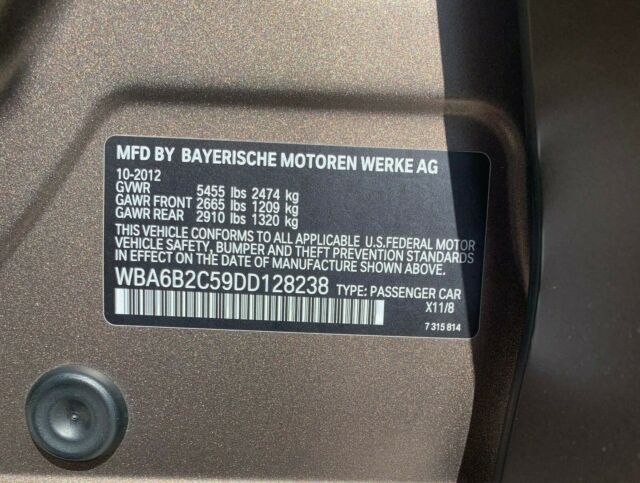 MFD BY BAYERISCHE MOTOREN WERKE AG
10-2012
GVWR 5455 lbs 2474 kg
GAWR FRONT 2665 lbs 1209 kg
GAWR REAR 2910 lbs 1320 kg
THIS VEHICLE CONFORMS TO ALL APPLICABLE U.S.FEDERAL MOTOR
VEHICLE SAFETY, BUMPER AND THEFT PREVENTION STANDARDS
IN EFFECT ON THE DATE OF MANUFACTURE SHOWN ABOVE.
WBA6B2C59DD128238 TYPE: PASSENGER CAR
X11/8
7 315 814